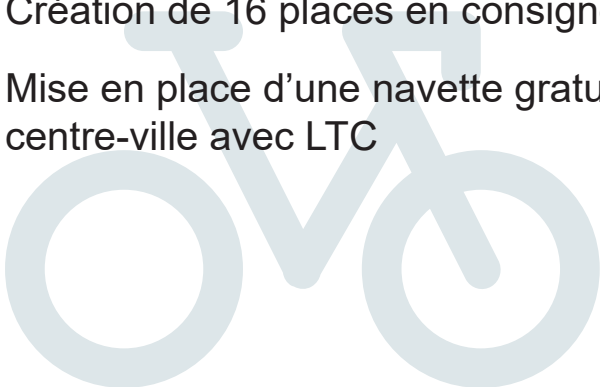 Création de 16 places en consign
Mise en place d’une navette gratu
centre-ville avec LTC